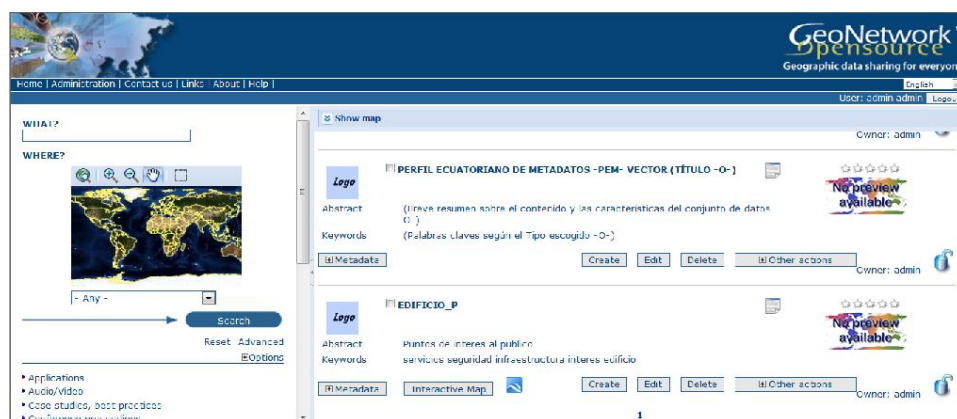 GeoNetwork
Opensource
Geographic data sharing for everyon
Home | Administration | Contact us | Links | About | Help |
English
User: admin admin
Logou
WHAT?
WHERE?
- Any -
Search
Reset Advanced
Options
Applications
Audio/Video
Case studies, best practices
Conference proceedings
Show map
Owner: admin
Logo
PERFIL ECUATORIANO DE METADATOS -PEM- VECTOR (TÍTULO -O-)
No preview available
Abstract
(Breve resumen sobre el contenido y las características del conjunto de datos
O-)
Keywords
(Palabras claves según el Tipo escogido -O-)
Metadata
Create
Edit
Delete
Other actions
Owner: admin
Logo
EDIFICIO_P
No preview available
Abstract
Puntos de interes al publico
Keywords
servicios seguridad infraestructura interes edificio
Metadata
Interactive Map
Create
Edit
Delete
Other actions
Owner: admin
1